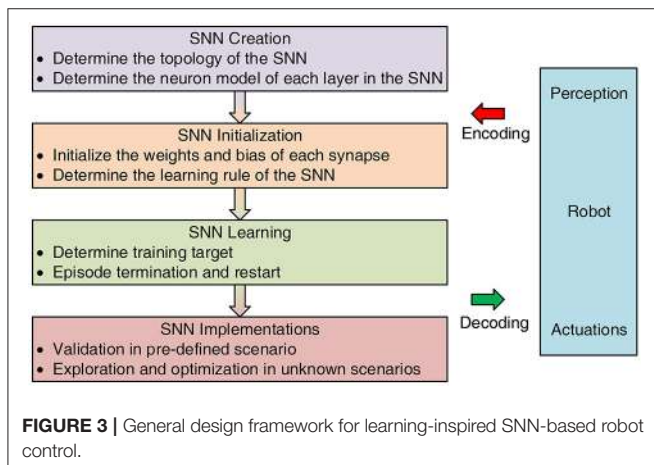 SNN Creation
• Determine the topology of the SNN
• Determine the neuron model of each layer in the SNN
SNN Initialization
• Initialize the weights and bias of each synapse
• Determine the learning rule of the SNN
SNN Learning
• Determine training target
• Episode termination and restart
SNN Implementations
• Validation in pre-defined scenario
• Exploration and optimization in unknown scenarios
Encoding
Decoding
Perception
Robot
Actuations
FIGURE 3 | General design framework for learning-inspired SNN-based robot
control.